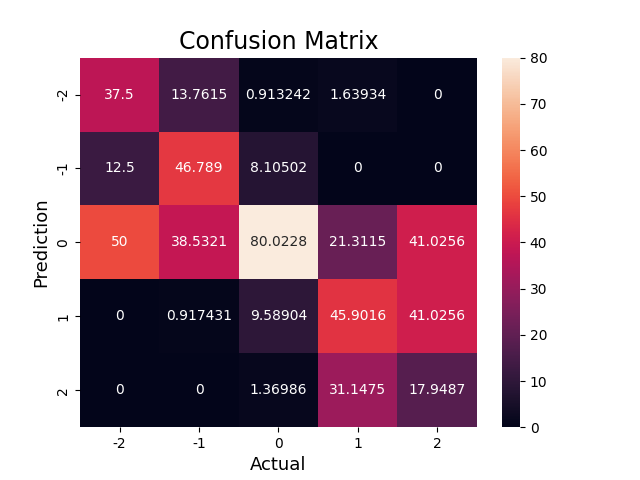 Confusion Matrix
80
-2 37.5 13.7615 0.913242 1.63934 0
70
60
-1 12.5 46.789 8.10502 0 0
50
Prediction
0 50 38.5321 80.0228 21.3115 41.0256
40
30
1 0 0.917431 9.58904 45.9016 41.0256
20
2 0 0 1.36986 31.1475 17.9487
10
0
-2 -1 0 1 2
Actual